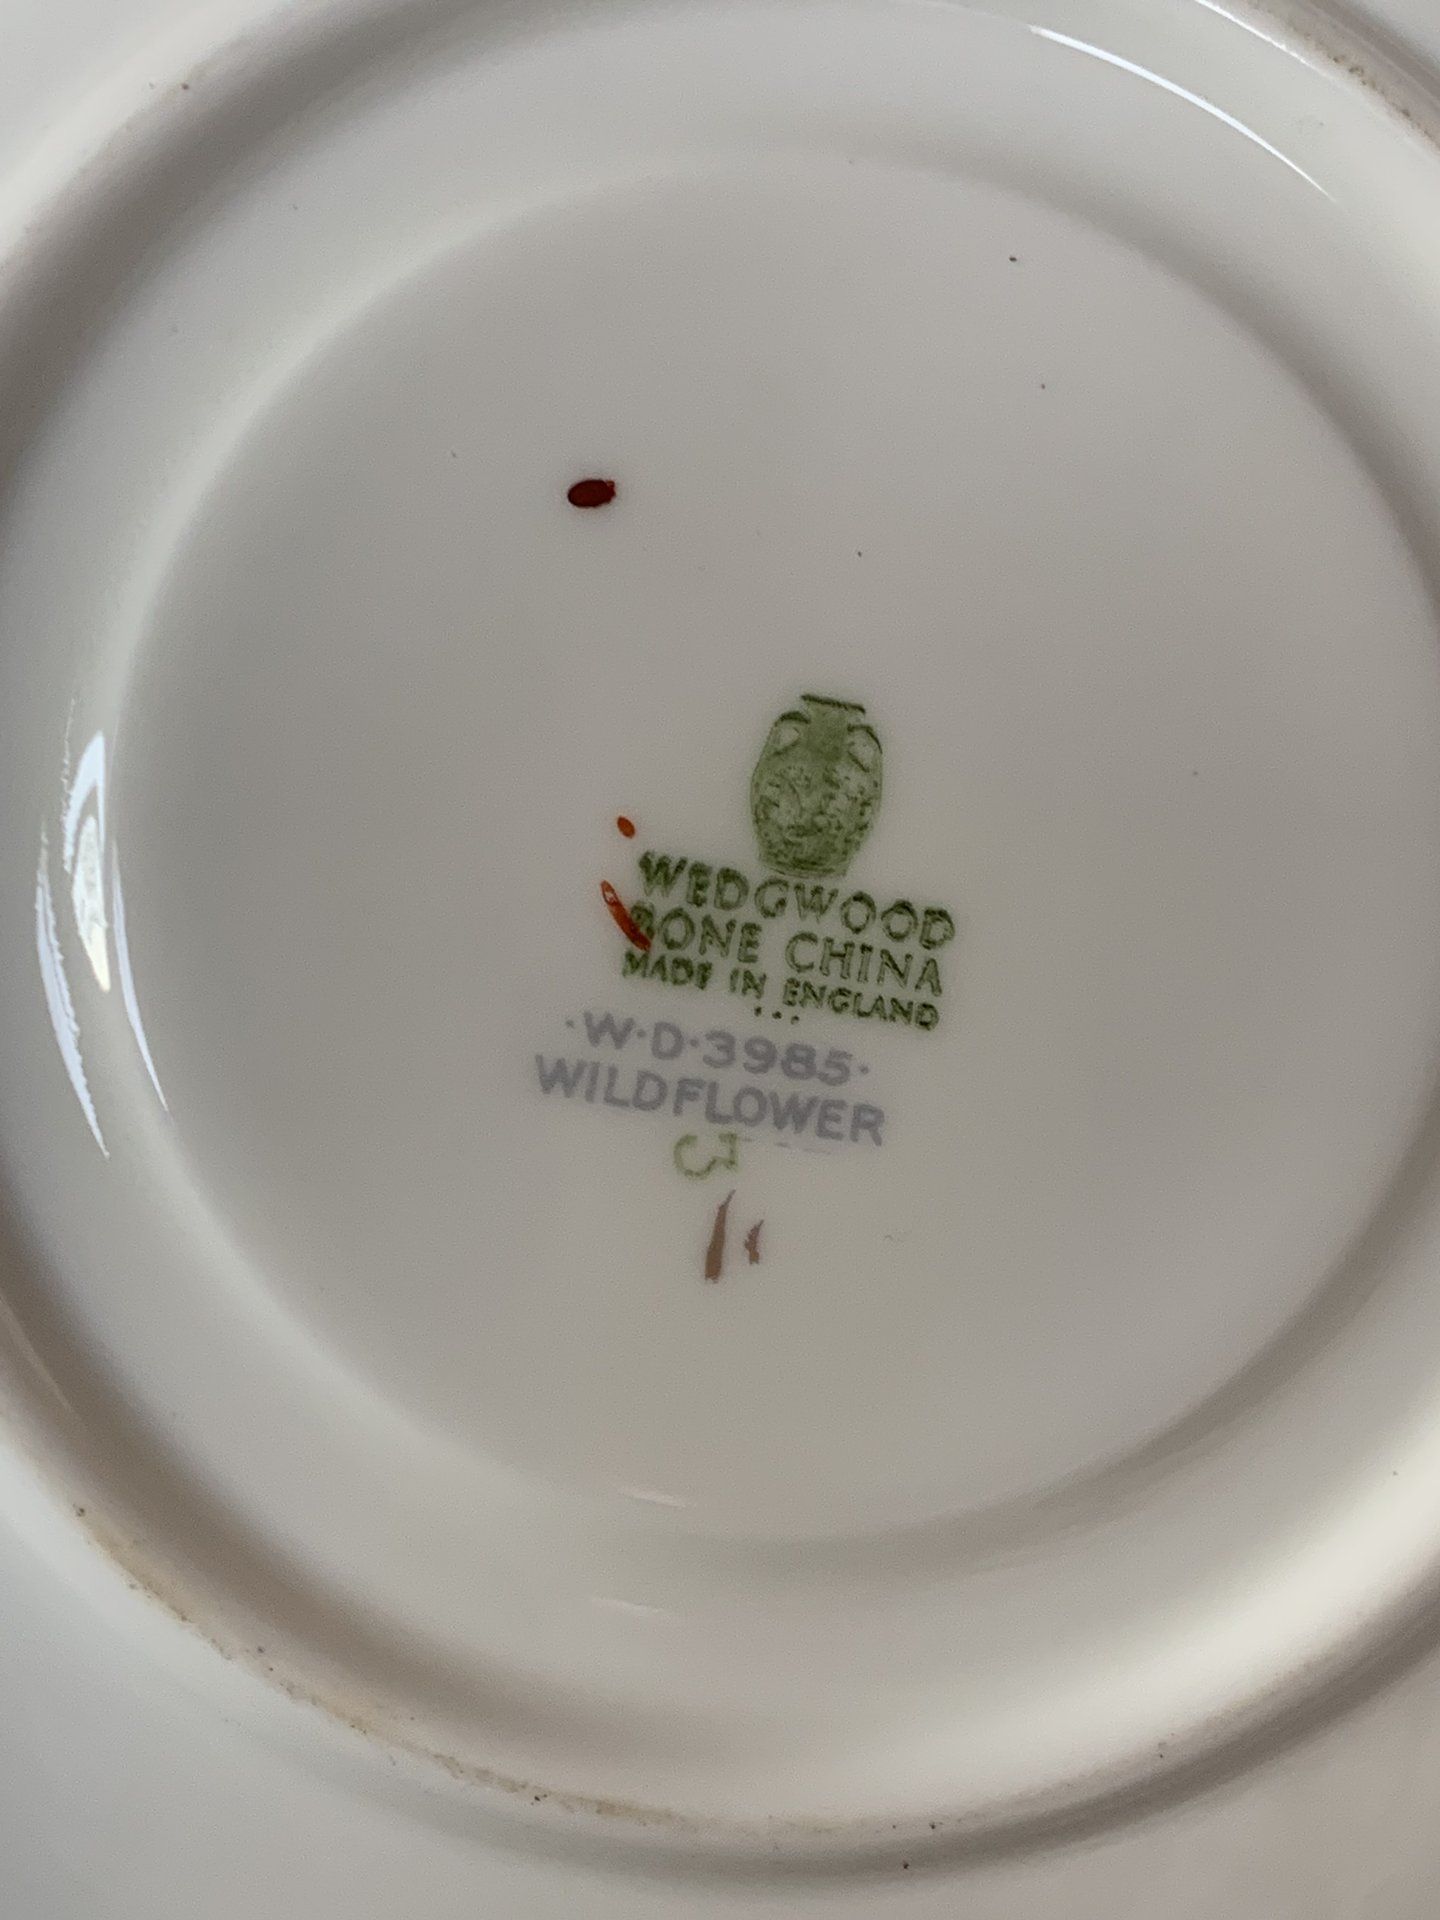 WEDGWOOD
BONE CHINA
MADE IN ENGLAND
...
·W·D·3985·
WILDFLOWER